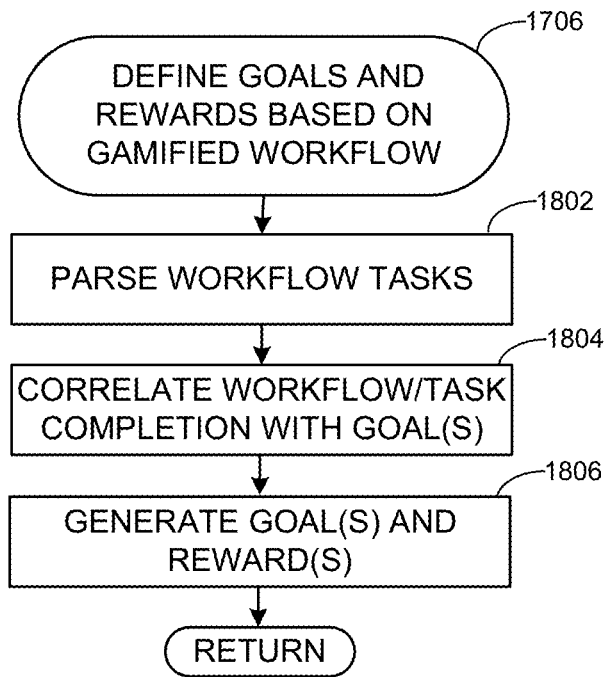 1706
DEFINE GOALS AND
REWARDS BASED ON
GAMIFIED WORKFLOW
1802
PARSE WORKFLOW TASKS
1804
CORRELATE WORKFLOW/TASK
COMPLETION WITH GOAL(S)
1806
GENERATE GOAL(S) AND
REWARD(S)
RETURN